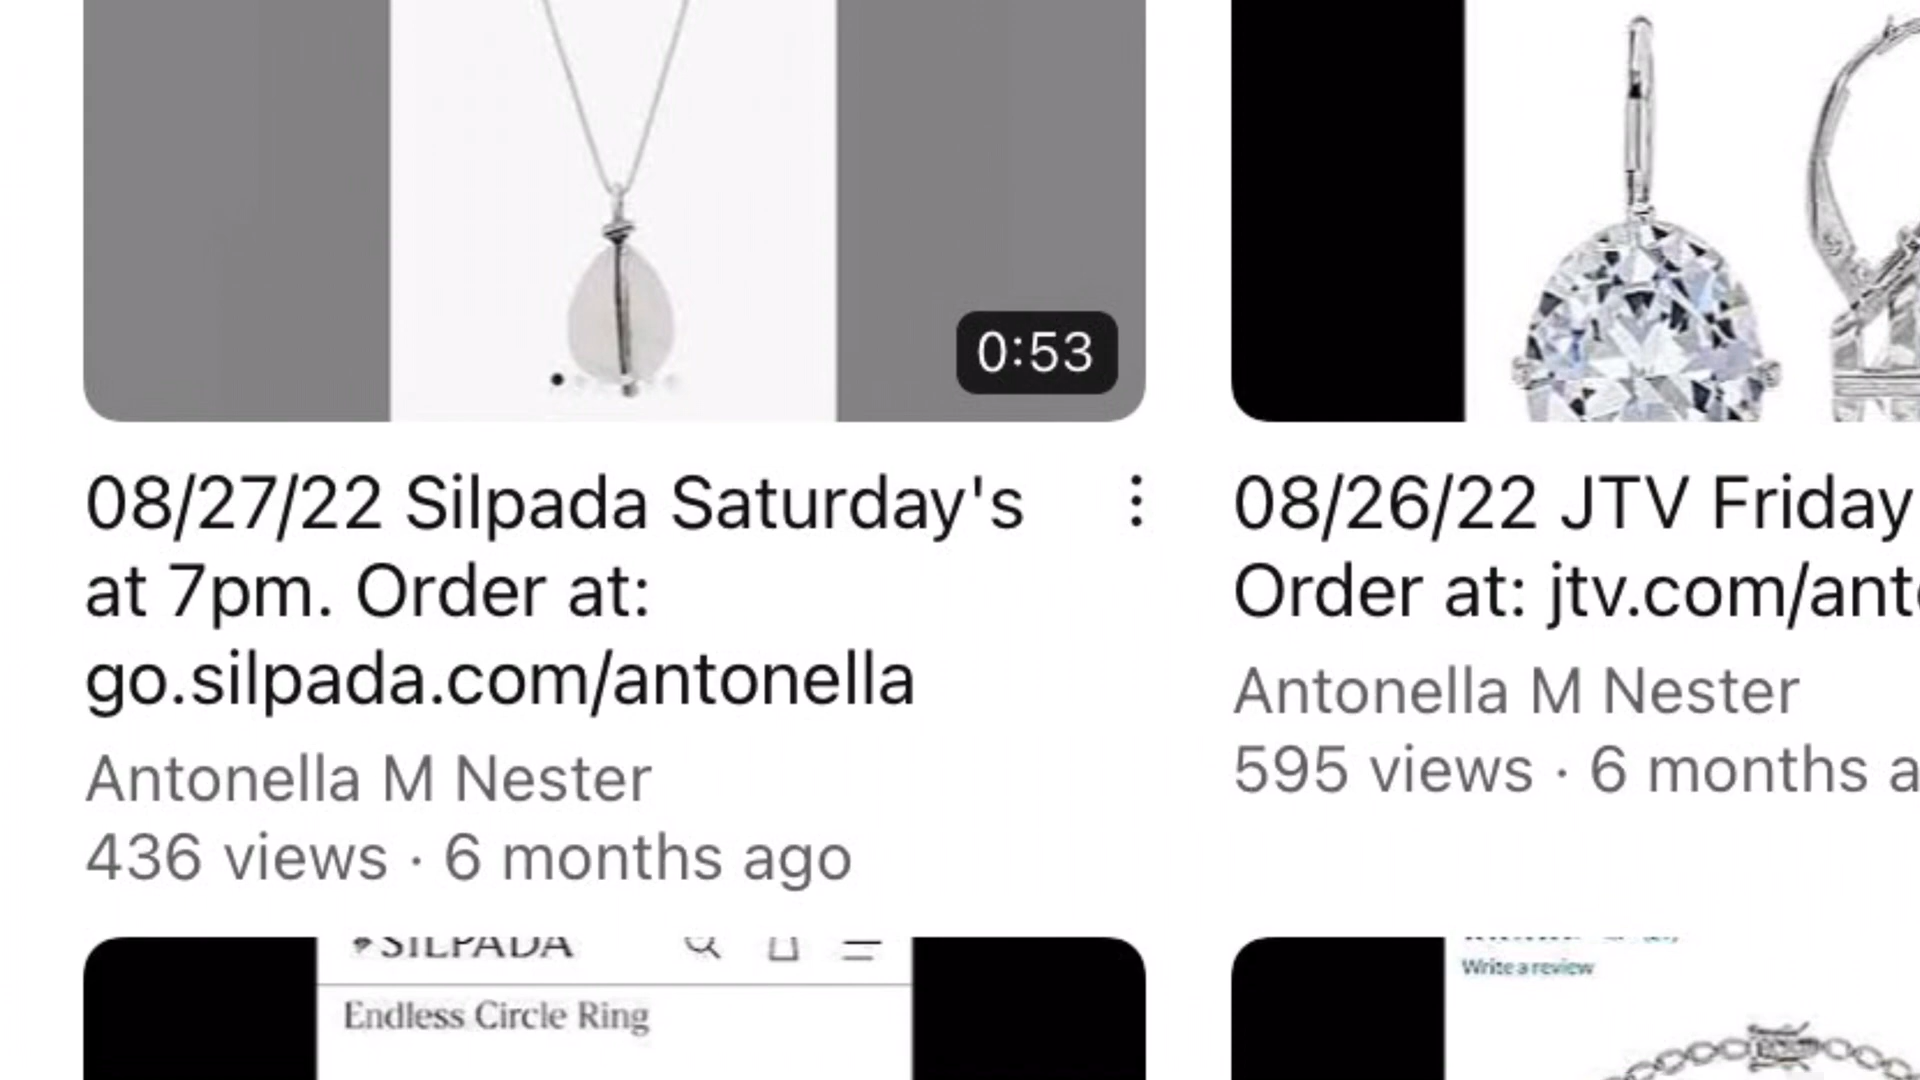 0:53
08/27/22 Silpada Saturday's
at 7pm. Order at:
go.silpada.com/antonella
Antonella M Nester
436 views · 6 months ago
08/26/22 JTV Friday
Order at: jtv.com/anto
Antonella M Nester
595 views · 6 months a
SILPADA
Endless Circle Ring
Write a review